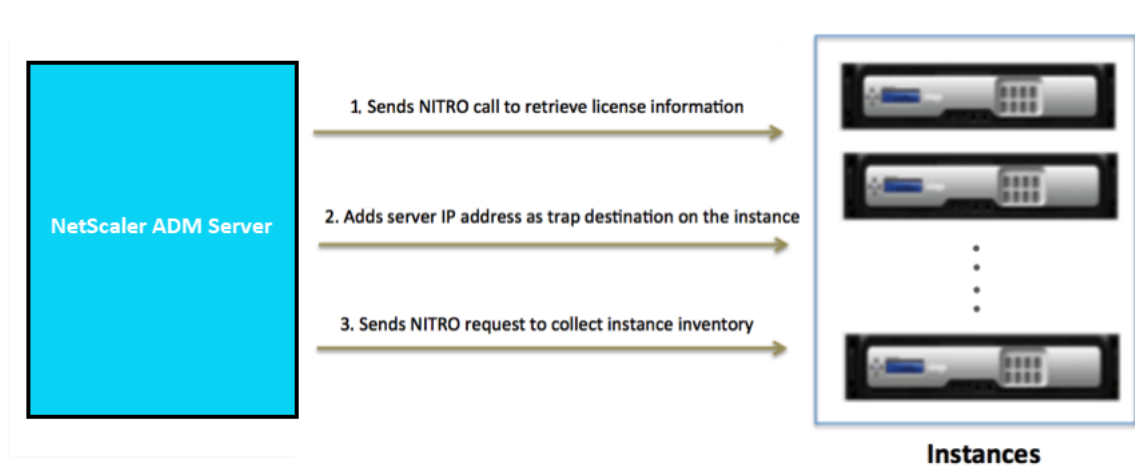 1. Sends NITRO call to retrieve license information
2. Adds server IP address as trap destination on the instance
NetScaler ADM Server
3. Sends NITRO request to collect instance inventory
Instances